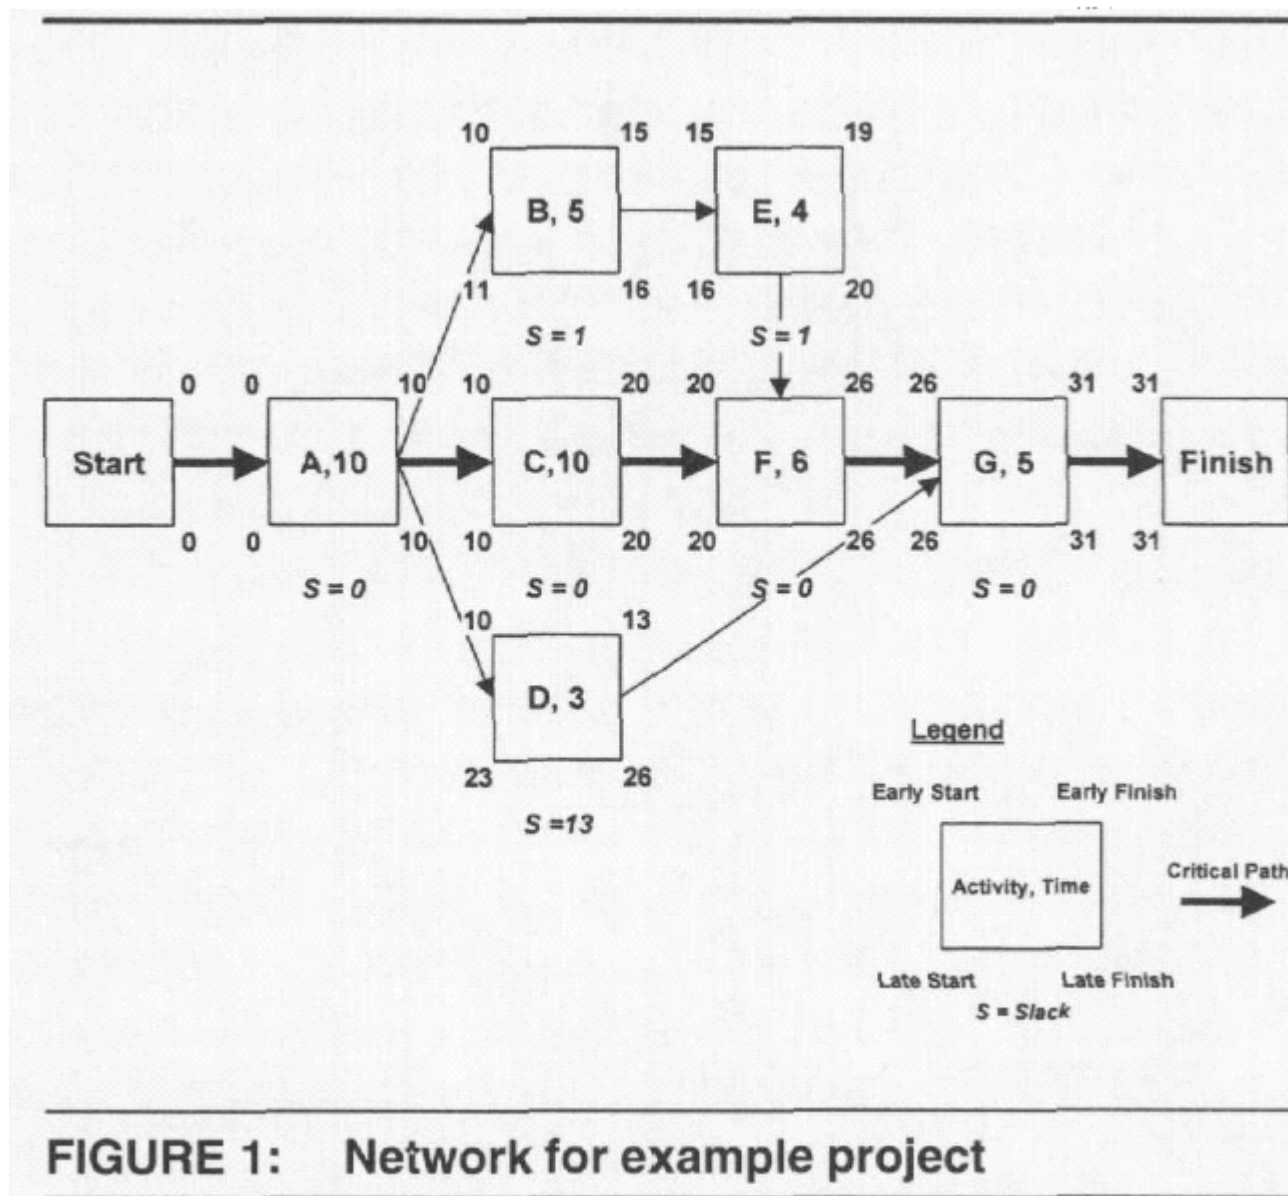 10 15 15 19
B, 5 E, 4
11 16 16 20
S = 1 S = 1
0 0 10 10 20 20 26 26 31 31
Start A,10 C,10 F, 6 G, 5 Finish
0 0 10 10 20 20 26 26 31 31
S = 0 S = 0 S = 0 S = 0
10 13
D, 3
23 26
S =13
Legend
Early Start Early Finish
Activity, Time
Critical Path
Late Start Late Finish
S = Slack
FIGURE 1: Network for example project